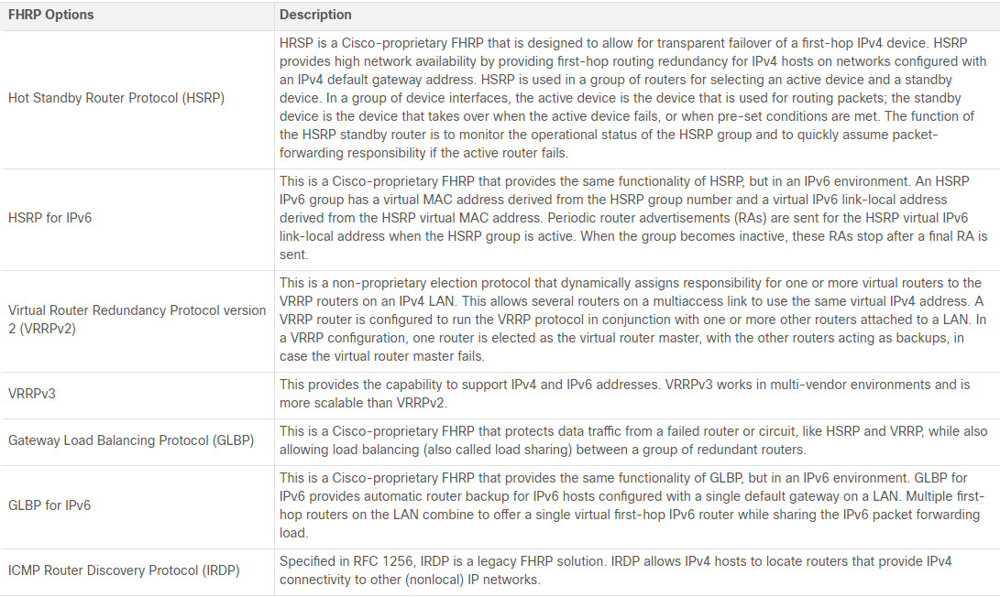 FHRP Options
Description
Hot Standby Router Protocol (HSRP)
HRSP is a Cisco-proprietary FHRP that is designed to allow for transparent failover of a first-hop IPv4 device. HSRP
provides high network availability by providing first-hop routing redundancy for IPv4 hosts on networks configured with
an IPv4 default gateway address. HSRP is used in a group of routers for selecting an active device and a standby
device. In a group of device interfaces, the active device is the device that is used for routing packets; the standby
device is the device that takes over when the active device fails, or when pre-set conditions are met. The function of
the HSRP standby router is to monitor the operational status of the HSRP group and to quickly assume packet-
forwarding responsibility if the active router fails.
HSRP for IPv6
This is a Cisco-proprietary FHRP that provides the same functionality of HSRP, but in an IPv6 environment. An HSRP
IPv6 group has a virtual MAC address derived from the HSRP group number and a virtual IPv6 link-local address
derived from the HSRP virtual MAC address. Periodic router advertisements (RAs) are sent for the HSRP virtual IPv6
link-local address when the HSRP group is active. When the group becomes inactive, these RAs stop after a final RA is
sent.
Virtual Router Redundancy Protocol version
2 (VRRPv2)
This is a non-proprietary election protocol that dynamically assigns responsibility for one or more virtual routers to the
VRRP routers on an IPv4 LAN. This allows several routers on a multiaccess link to use the same virtual IPv4 address. A
VRRP router is configured to run the VRRP protocol in conjunction with one or more other routers attached to a LAN. In
a VRRP configuration, one router is elected as the virtual router master, with the other routers acting as backups, in
case the virtual router master fails.
VRRPv3
This provides the capability to support IPv4 and IPv6 addresses. VRRPv3 works in multi-vendor environments and is
more scalable than VRRPv2.
Gateway Load Balancing Protocol (GLBP)
This is a Cisco-proprietary FHRP that protects data traffic from a failed router or circuit, like HSRP and VRRP, while also
allowing load balancing (also called load sharing) between a group of redundant routers.
GLBP for IPv6
This is a Cisco-proprietary FHRP that provides the same functionality of GLBP, but in an IPv6 environment. GLBP for
IPv6 provides automatic router backup for IPv6 hosts configured with a single default gateway on a LAN. Multiple first-
hop routers on the LAN combine to offer a single virtual first-hop IPv6 router while sharing the IPv6 packet forwarding
load.
ICMP Router Discovery Protocol (IRDP)
Specified in RFC 1256, IRDP is a legacy FHRP solution. IRDP allows IPv4 hosts to locate routers that provide IPv4
connectivity to other (nonlocal) IP networks.